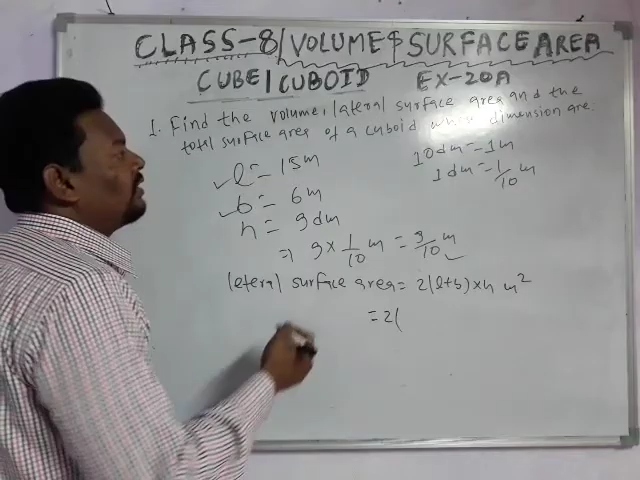 CLASS-8/VOLUME & SURFACE AREA
CUBE/CUBOID EX-20A
1. Find the volume, lateral surface area and the
total surface area of a cuboid whose dimension are:
l = 15m
b = 6m
h = 9dm
10dm = 1m
1dm = 1/10 m
⇒ 9 × 1/10 m = 9/10 m
lateral surface area = 2(l+b)×h m²
= 2(